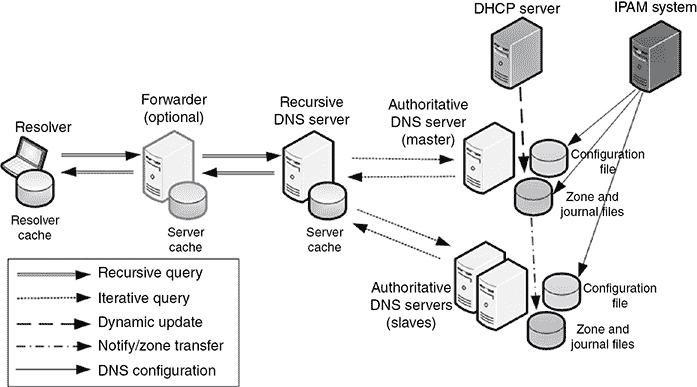 DHCP server
IPAM system
Forwarder
(optional)
Recursive
DNS server
Authoritative
DNS server
(master)
Resolver
Configuration
file
Resolver
cache
Server
cache
Server
cache
Zone and
journal files
Recursive query
Iterative query
Dynamic update
Notify/zone transfer
DNS configuration
Authoritative
DNS servers
(slaves)
Configuration
file
Zone and
journal files